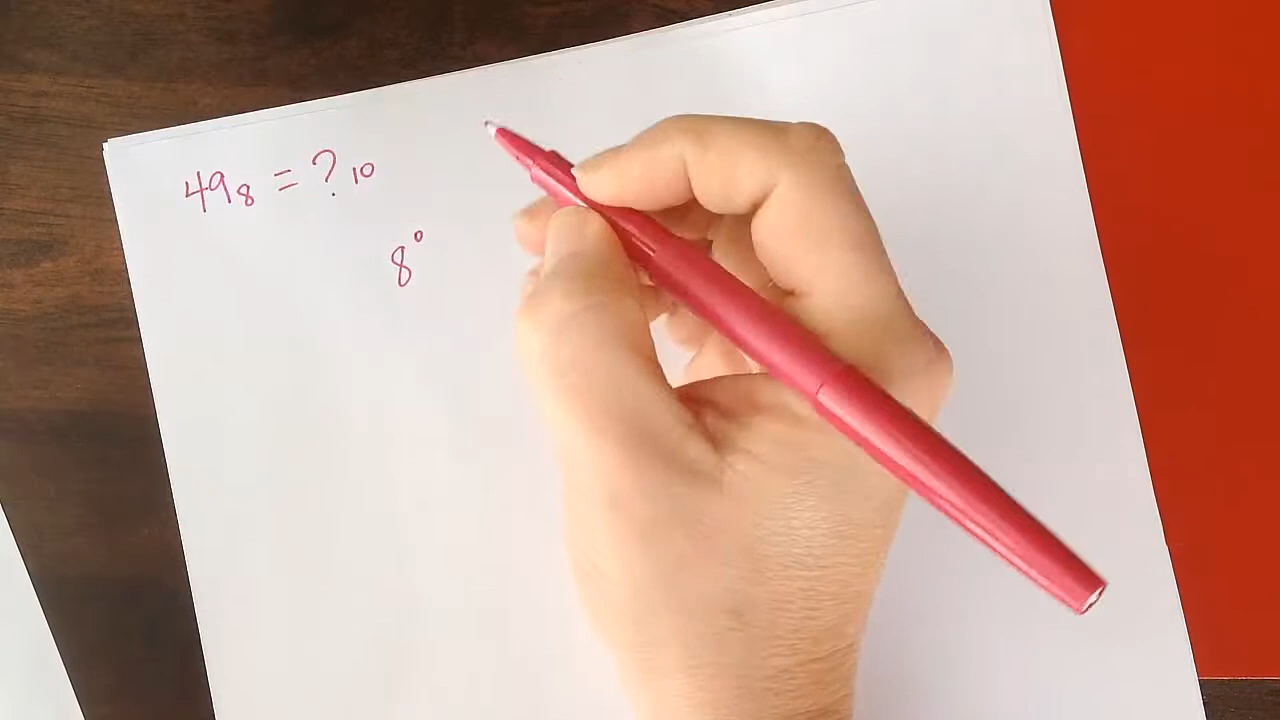 49₈ = ?₁₀
8⁰